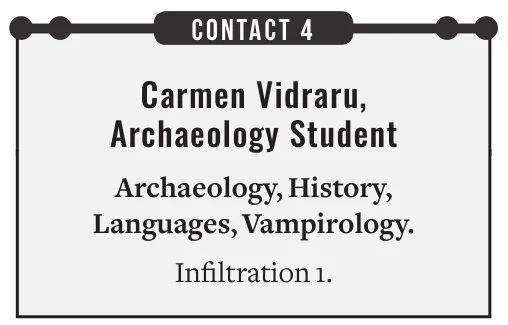 CONTACT 4
Carmen Vidraru,
Archaeology Student
Archaeology, History,
Languages, Vampirology.
Infiltration 1.